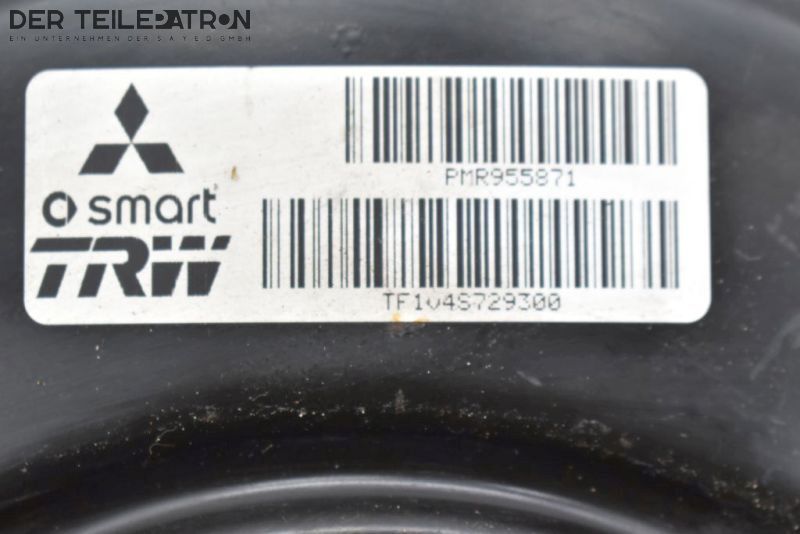 DER TEILEPATRON
EIN UNTERNEHMEN DER S A Y E D GMBH
PMR955871
smart
TRW
TF1v4S729300